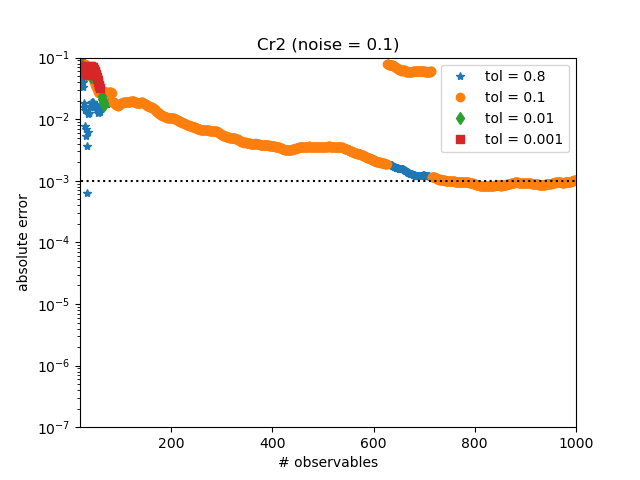 Cr2 (noise = 0.1)
absolute error
10⁻¹
10⁻²
10⁻³
10⁻⁴
10⁻⁵
10⁻⁶
10⁻⁷
tol = 0.8
tol = 0.1
tol = 0.01
tol = 0.001
200 400 600 800 1000
# observables